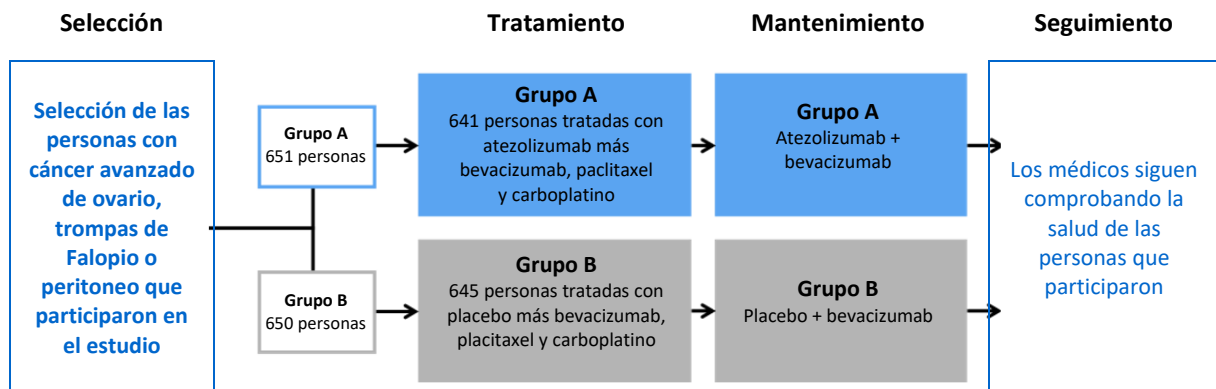 Selección
Tratamiento
Mantenimiento
Seguimiento
Selección de las
personas con
cáncer avanzado
de ovario,
trompas de
Falopio o
peritoneo que
participaron en
el estudio
Grupo A
651 personas
Grupo A
641 personas tratadas con
atezolizumab más
bevacizumab, paclitaxel
y carboplatino
Grupo A
Atezolizumab +
bevacizumab
Grupo B
650 personas
Grupo B
645 personas tratadas con
placebo más bevacizumab,
placitaxel y carboplatino
Grupo B
Placebo + bevacizumab
Los médicos siguen
comprobando la
salud de las
personas que
participaron